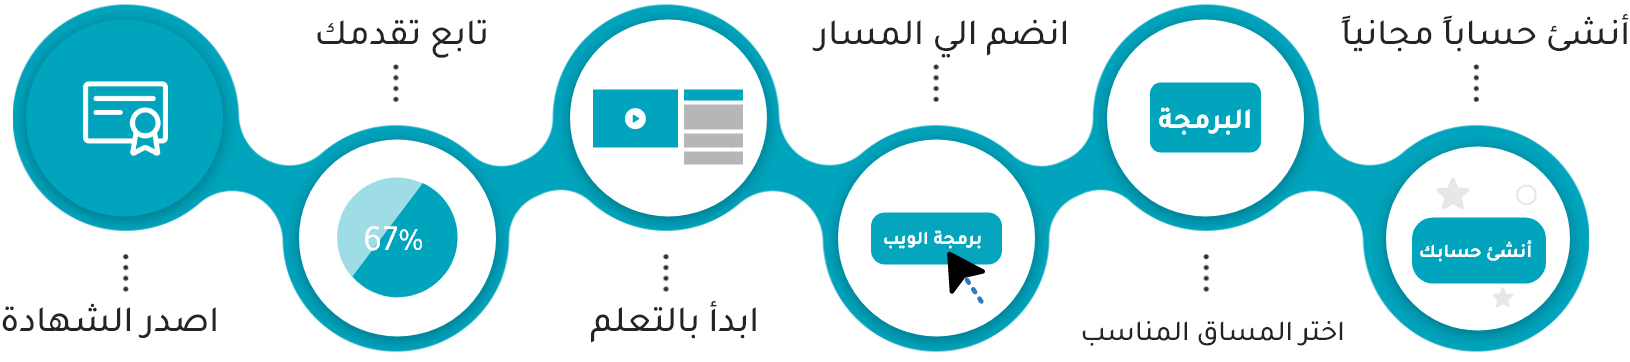 أنشئ حساباً مجانياً
أنشئ حسابك
البرمجة
اختر المساق المناسب
انضم الي المسار
برمجة الويب
ابدأ بالتعلم
تابع تقدمك
67%
اصدر الشهادة